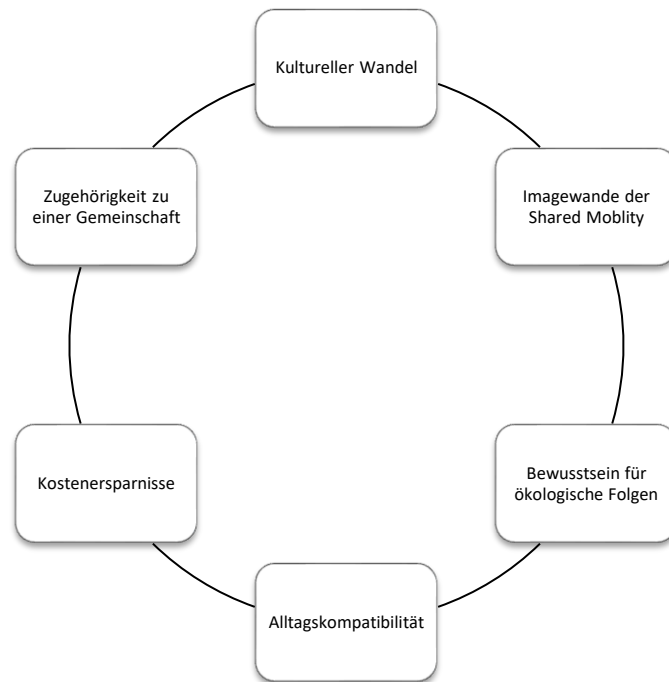 Kultureller Wandel
Imagewande der
Shared Moblity
Bewusstsein für
ökologische Folgen
Alltagskompatibilität
Kostenersparnisse
Zugehörigkeit zu
einer Gemeinschaft